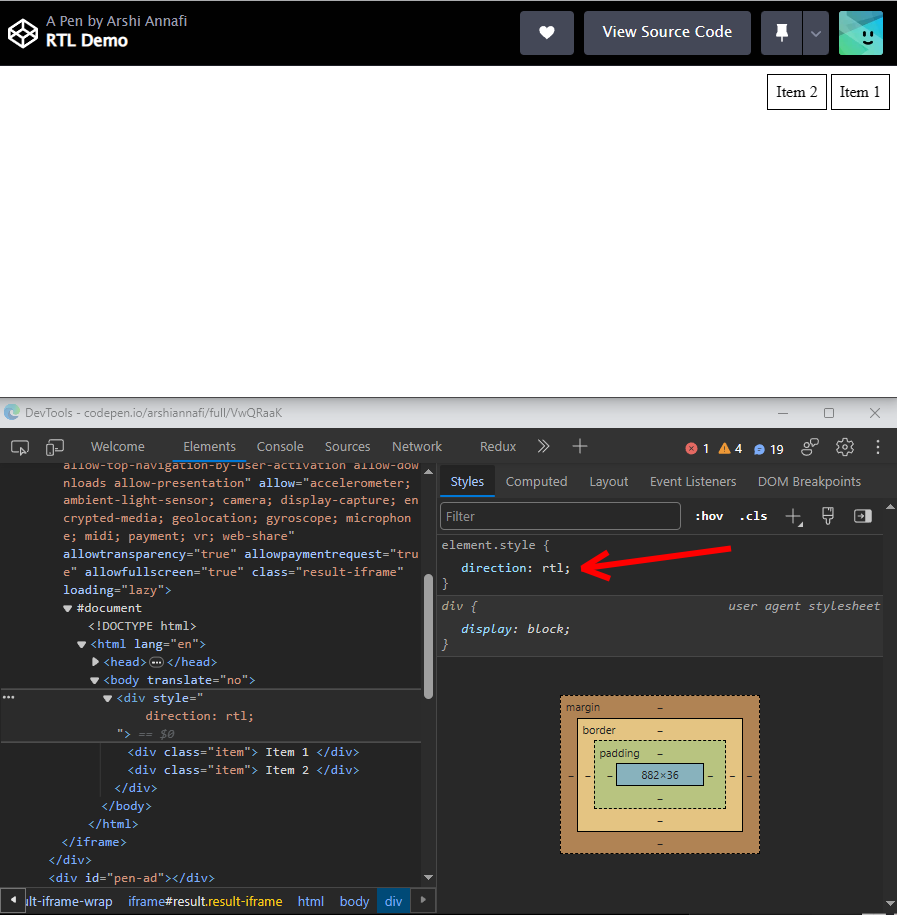 A Pen by Arshi Annafi
RTL Demo
View Source Code
Item 2 Item 1
DevTools - codepen.io/arshiannafi/full/VwQRaaK
Welcome Elements Console Sources Network Redux 1 4 19
allow-top-navigation-by-user-activation allow-dow
nloads allow-presentation" allow="accelerometer;
ambient-light-sensor; camera; display-capture; en
crypted-media; geolocation; gyroscope; microphon
e; midi; payment; vr; web-share"
allowtransparency="true" allowpaymentrequest="tru
e" allowfullscreen="true" class="result-iframe"
loading="lazy">
#document
<!DOCTYPE html>
<html lang="en">
<head>…</head>
<body translate="no">
<div style="
direction: rtl;
"> == $0
<div class="item"> Item 1 </div>
<div class="item"> Item 2 </div>
</div>
</body>
</html>
</iframe>
</div>
<div id="pen-ad"></div>
ult-iframe-wrap iframe#result.result-iframe html body div
Styles Computed Layout Event Listeners DOM Breakpoints
Filter :hov .cls
element.style {
direction: rtl;
}
div { user agent stylesheet
display: block;
}
margin –
border –
padding –
– – – 882×36 – – –
–
–
–